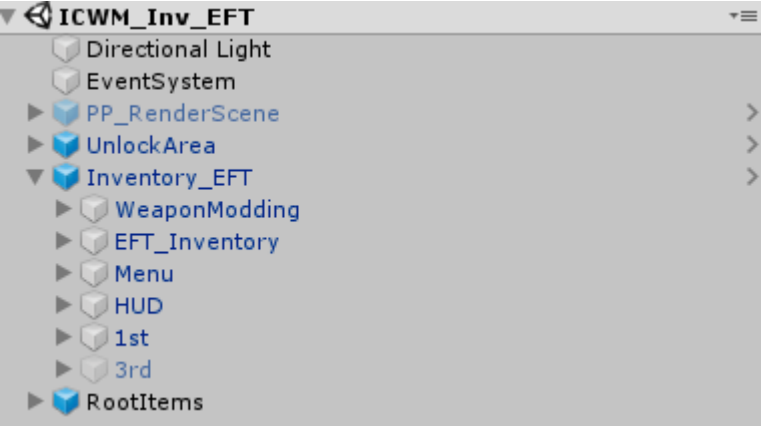 ICWM_Inv_EFT
Directional Light
EventSystem
PP_RenderScene
UnlockArea
Inventory_EFT
WeaponModding
EFT_Inventory
Menu
HUD
1st
3rd
RootItems